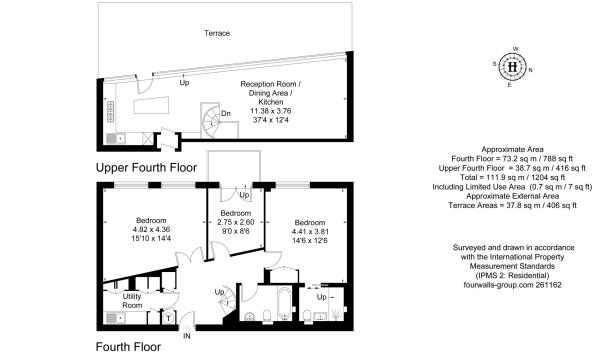 Terrace
Up
Reception Room /
Dining Area /
Kitchen
11.38 x 3.76
37'4 x 12'4
Dn
Upper Fourth Floor
Up
Bedroom
4.82 x 4.36
15'10 x 14'4
Bedroom
2.75 x 2.60
9'0 x 8'6
Bedroom
4.41 x 3.81
14'6 x 12'6
Utility
Room
Up
Up
T
IN
Fourth Floor
W
S
N
H
E
Approximate Area
Fourth Floor = 73.2 sq m / 788 sq ft
Upper Fourth Floor = 38.7 sq m / 416 sq ft
Total = 111.9 sq m / 1204 sq ft
Including Limited Use Area (0.7 sq m / 7 sq ft)
Approximate External Area
Terrace Areas = 37.8 sq m / 406 sq ft
Surveyed and drawn in accordance
with the International Property
Measurement Standards
(IPMS 2: Residential)
fourwalls-group.com 261162